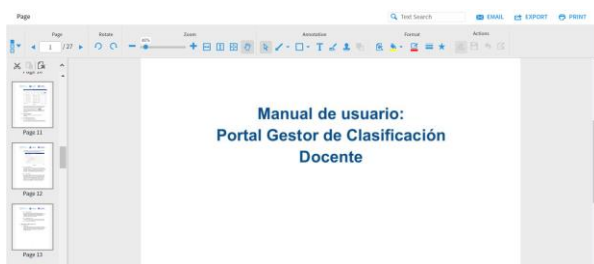 Page
Text Search
EMAIL
EXPORT
PRINT
Page
Rotate
Zoom
Annotation
Format
Actions
1 /27
Page 11
Page 12
Page 13
Manual de usuario:
Portal Gestor de Clasificación
Docente